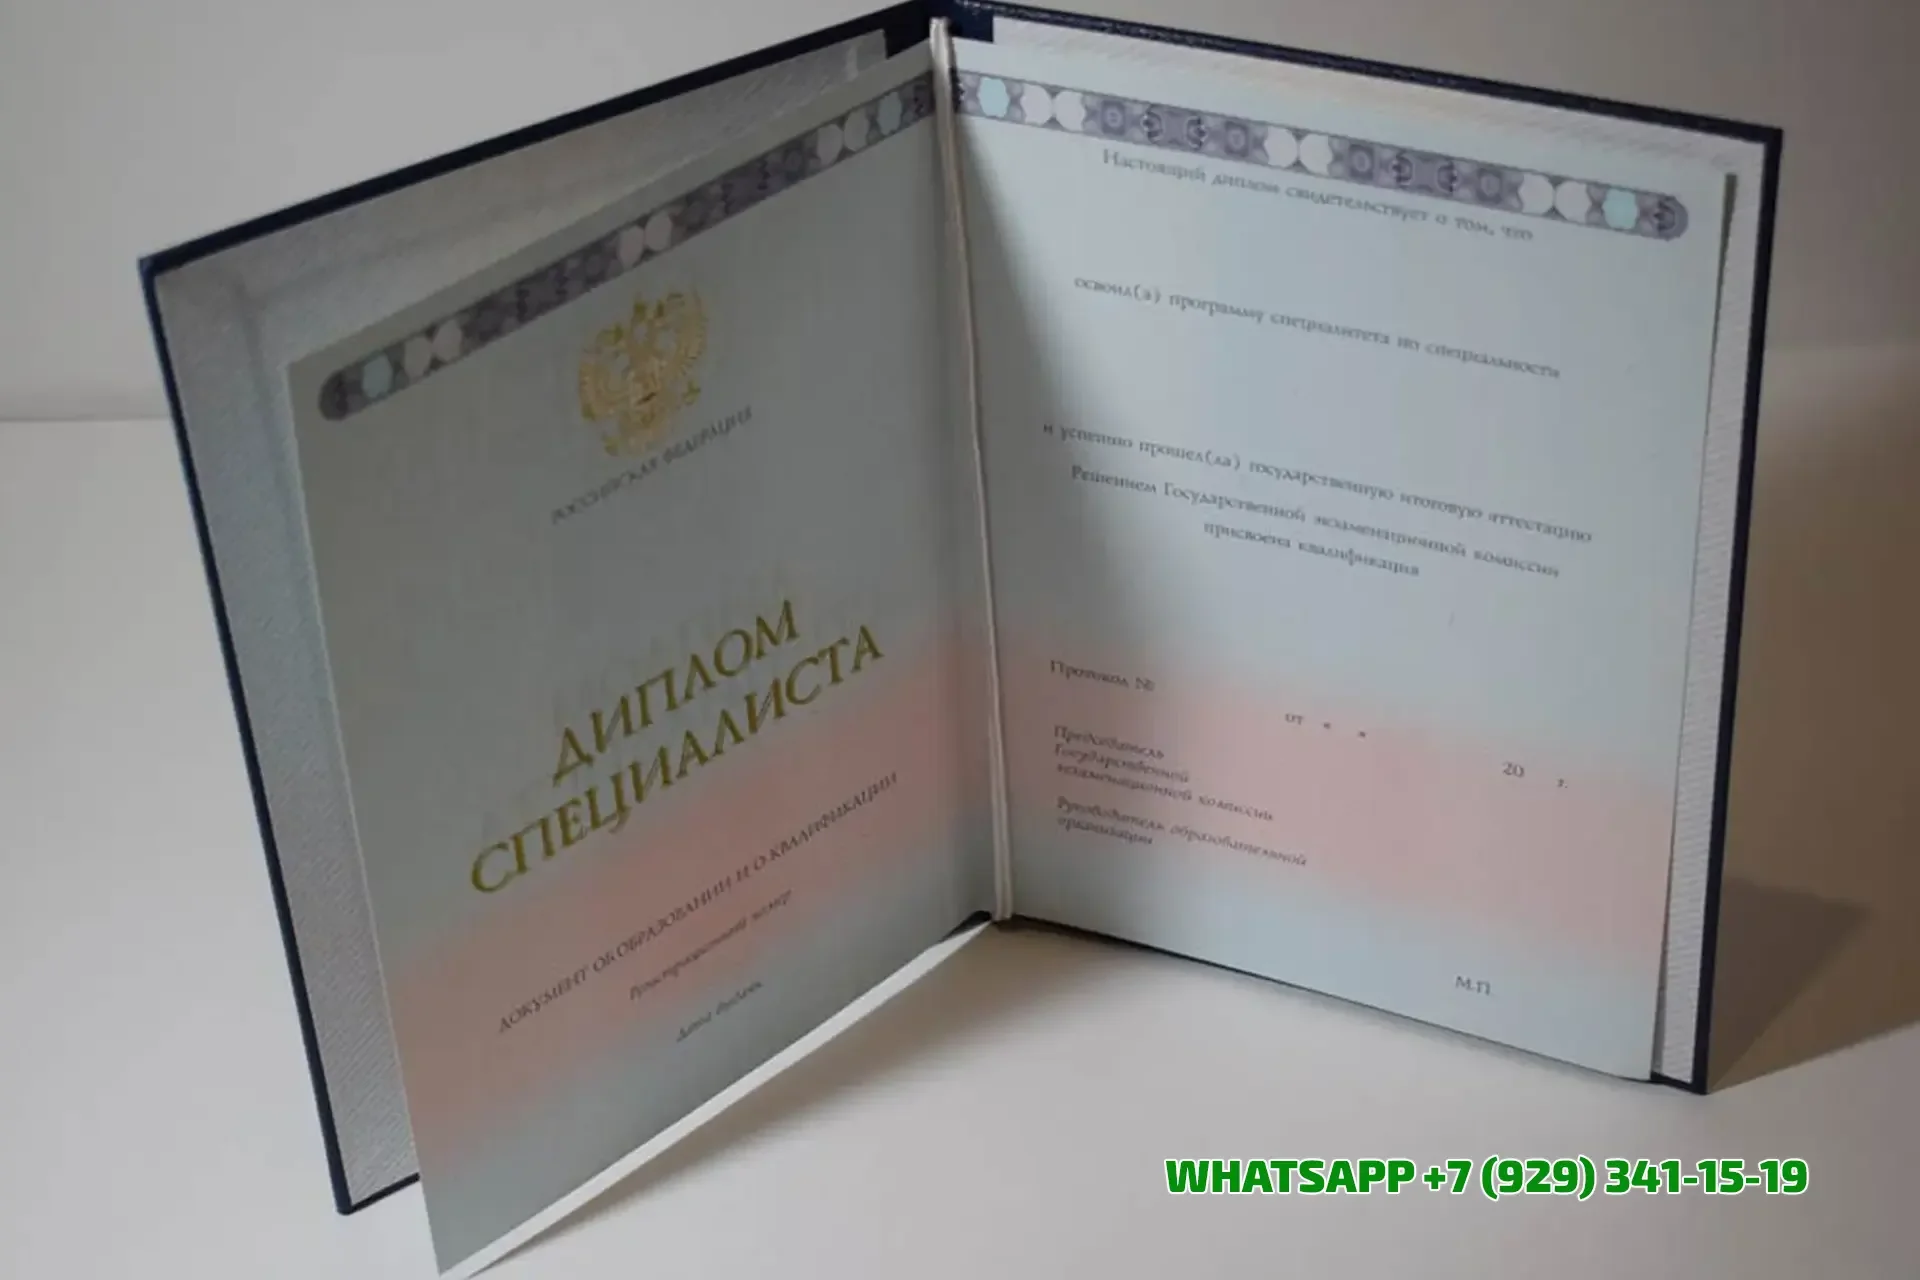 РОССИЙСКАЯ ФЕДЕРАЦИЯ
ДИПЛОМ
СПЕЦИАЛИСТА
ДОКУМЕНТ ОБ ОБРАЗОВАНИИ И О КВАЛИФИКАЦИИ
Регистрационный номер
Дата выдачи
Настоящий диплом свидетельствует о том, что
освоил(а) программу специалитета по специальности
и успешно прошел(ла) государственную итоговую аттестацию
Решением Государственной экзаменационной комиссии
присвоена квалификация
Протокол №
от « »
20 г.
Председатель
Государственной
экзаменационной комиссии
Руководитель образовательной
организации
М.П.
WHATSAPP +7 (929) 341-15-19